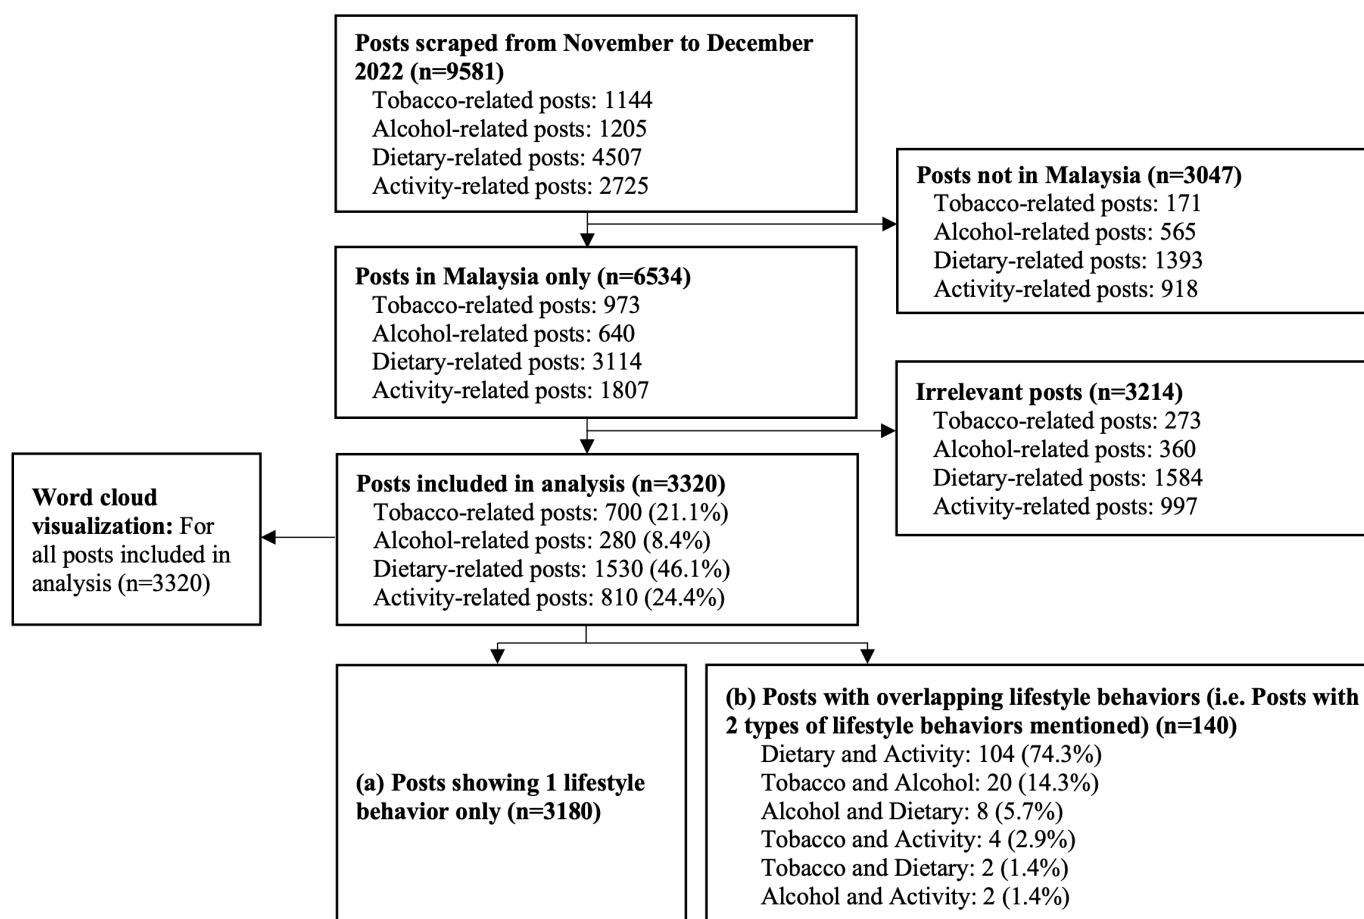 Posts scraped from November to December
2022 (n=9581)
Tobacco-related posts: 1144
Alcohol-related posts: 1205
Dietary-related posts: 4507
Activity-related posts: 2725
Posts not in Malaysia (n=3047)
Tobacco-related posts: 171
Alcohol-related posts: 565
Dietary-related posts: 1393
Activity-related posts: 918
Posts in Malaysia only (n=6534)
Tobacco-related posts: 973
Alcohol-related posts: 640
Dietary-related posts: 3114
Activity-related posts: 1807
Irrelevant posts (n=3214)
Tobacco-related posts: 273
Alcohol-related posts: 360
Dietary-related posts: 1584
Activity-related posts: 997
Word cloud
visualization: For
all posts included in
analysis (n=3320)
Posts included in analysis (n=3320)
Tobacco-related posts: 700 (21.1%)
Alcohol-related posts: 280 (8.4%)
Dietary-related posts: 1530 (46.1%)
Activity-related posts: 810 (24.4%)
(a) Posts showing 1 lifestyle
behavior only (n=3180)
(b) Posts with overlapping lifestyle behaviors (i.e. Posts with
2 types of lifestyle behaviors mentioned) (n=140)
Dietary and Activity: 104 (74.3%)
Tobacco and Alcohol: 20 (14.3%)
Alcohol and Dietary: 8 (5.7%)
Tobacco and Activity: 4 (2.9%)
Tobacco and Dietary: 2 (1.4%)
Alcohol and Activity: 2 (1.4%)